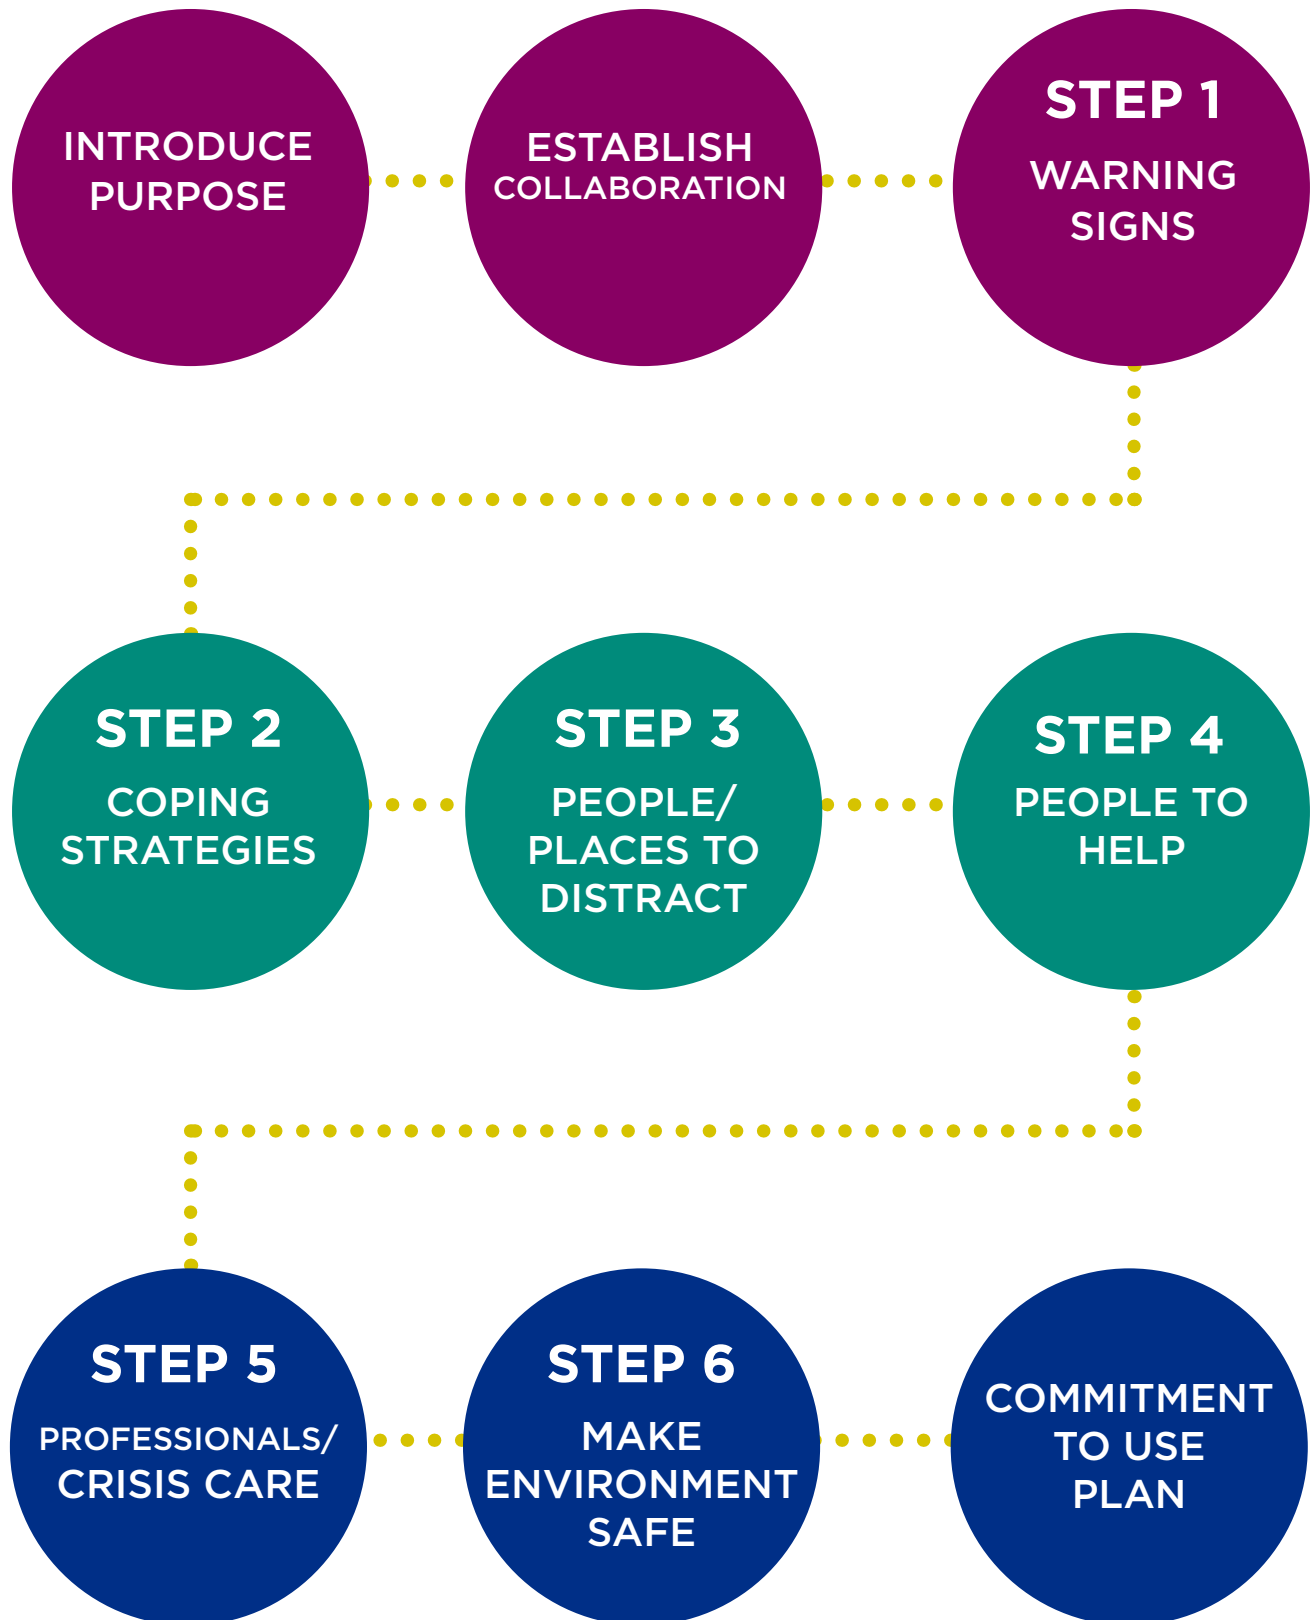 INTRODUCE
PURPOSE
ESTABLISH
COLLABORATION
STEP 1
WARNING
SIGNS
STEP 2
COPING
STRATEGIES
STEP 3
PEOPLE/
PLACES TO
DISTRACT
STEP 4
PEOPLE TO
HELP
STEP 5
PROFESSIONALS/
CRISIS CARE
STEP 6
MAKE
ENVIRONMENT
SAFE
COMMITMENT
TO USE
PLAN